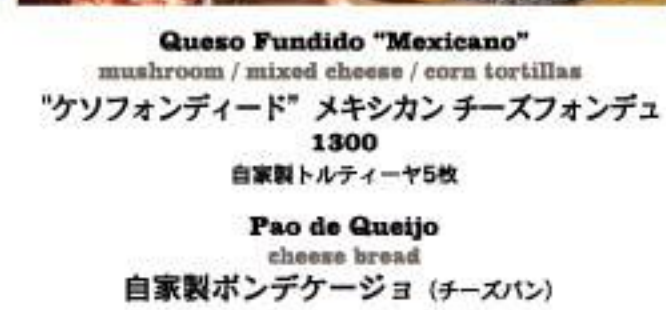 Queso Fundido "Mexicano"
mushroom / mixed cheese / corn tortillas
"ケソフォンディード" メキシカン チーズフォンデュ
1300
自家製トルティーヤ5枚
Pao de Queijo
cheese bread
自家製ポンデケージョ (チーズパン)